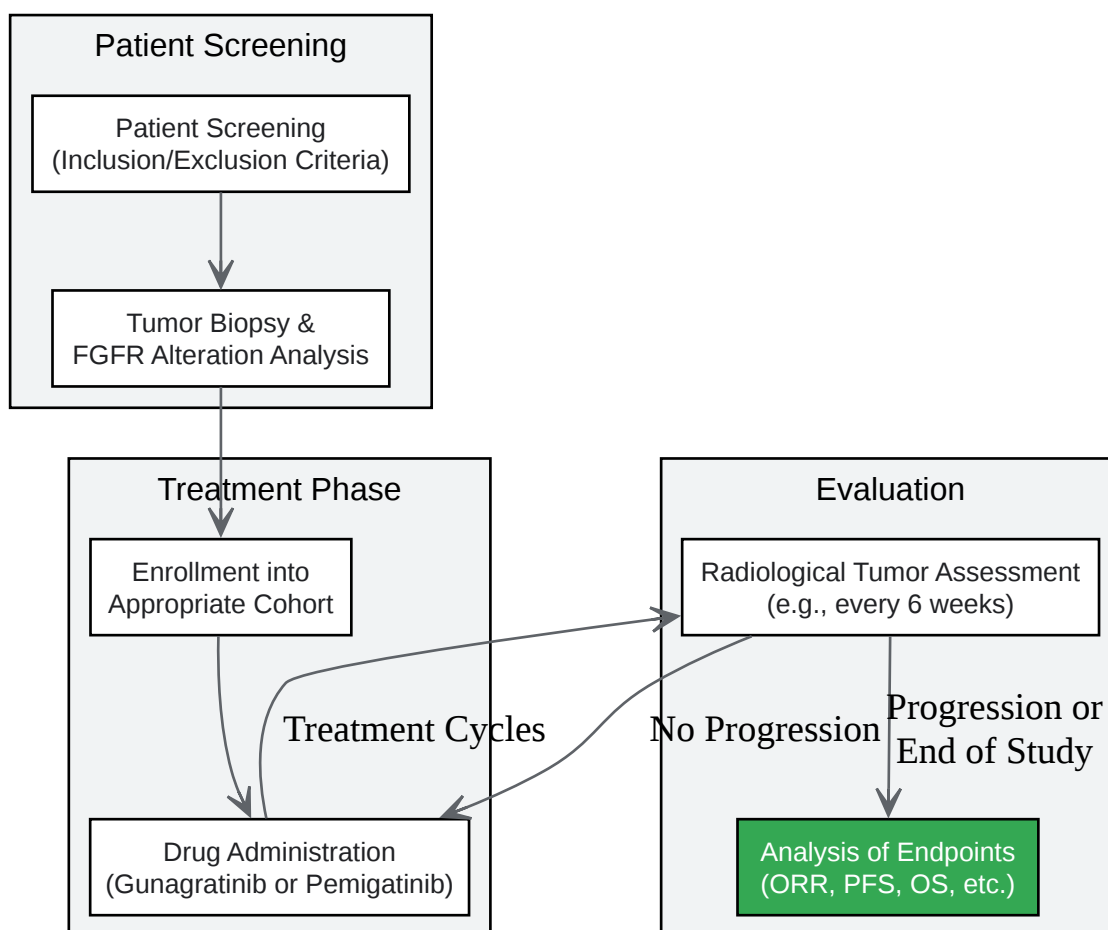 Patient Screening
Patient Screening
(Inclusion/Exclusion Criteria)
Tumor Biopsy &
FGFR Alteration Analysis
Treatment Phase
Enrollment into
Appropriate Cohort
Treatment Cycles
Drug Administration
(Gunagratinib or Pemigatinib)
Evaluation
Radiological Tumor Assessment
(e.g., every 6 weeks)
No Progression
Progression or
End of Study
Analysis of Endpoints
(ORR, PFS, OS, etc.)